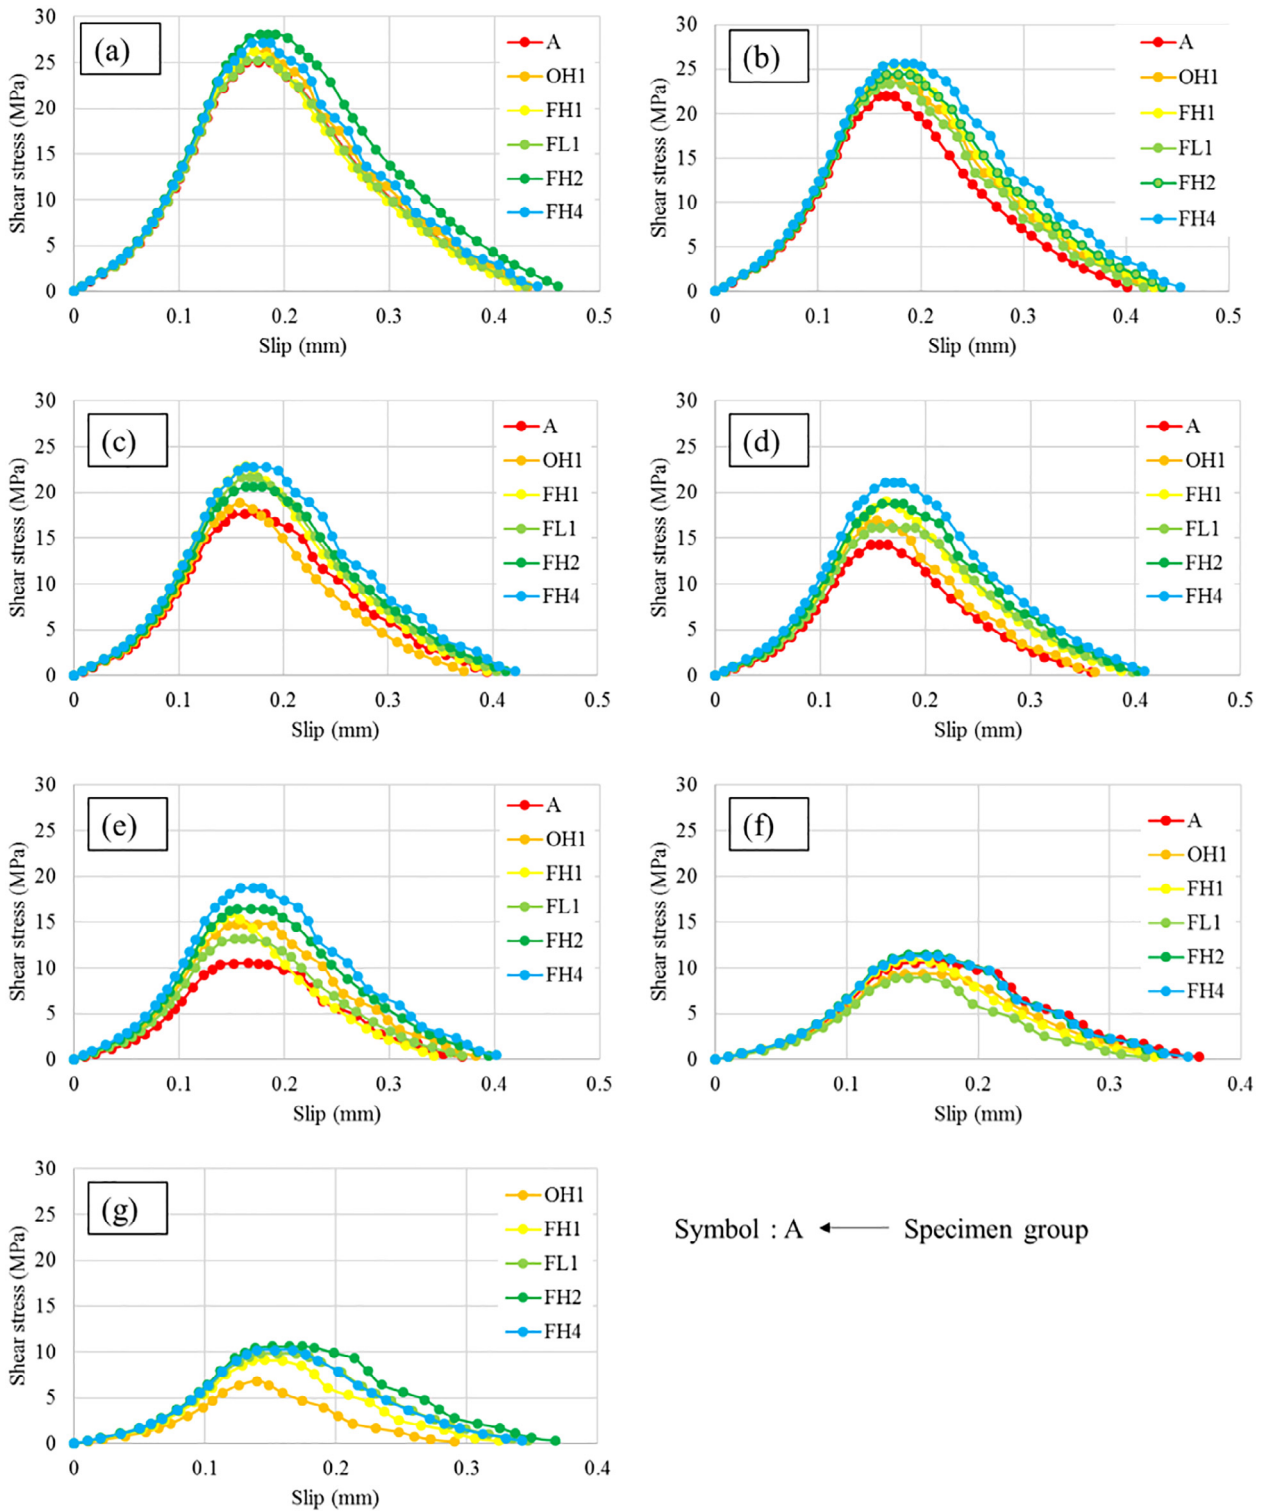 (a)
Shear stress (MPa)
30
25
20
15
10
5
0
0
0.1
0.2
0.3
0.4
0.5
Slip (mm)
A
OH1
FH1
FL1
FH2
FH4
(b)
Shear stress (MPa)
30
25
20
15
10
5
0
0
0.1
0.2
0.3
0.4
0.5
Slip (mm)
A
OH1
FH1
FL1
FH2
FH4
(c)
Shear stress (MPa)
30
25
20
15
10
5
0
0
0.1
0.2
0.3
0.4
0.5
Slip (mm)
A
OH1
FH1
FL1
FH2
FH4
(d)
Shear stress (MPa)
30
25
20
15
10
5
0
0
0.1
0.2
0.3
0.4
0.5
Slip (mm)
A
OH1
FH1
FL1
FH2
FH4
(e)
Shear stress (MPa)
30
25
20
15
10
5
0
0
0.1
0.2
0.3
0.4
0.5
Slip (mm)
A
OH1
FH1
FL1
FH2
FH4
(f)
Shear stress (MPa)
30
25
20
15
10
5
0
0
0.1
0.2
0.3
0.4
Slip (mm)
A
OH1
FH1
FL1
FH2
FH4
(g)
Shear stress (MPa)
30
25
20
15
10
5
0
0
0.1
0.2
0.3
0.4
Slip (mm)
OH1
FH1
FL1
FH2
FH4
Symbol : A ← Specimen group